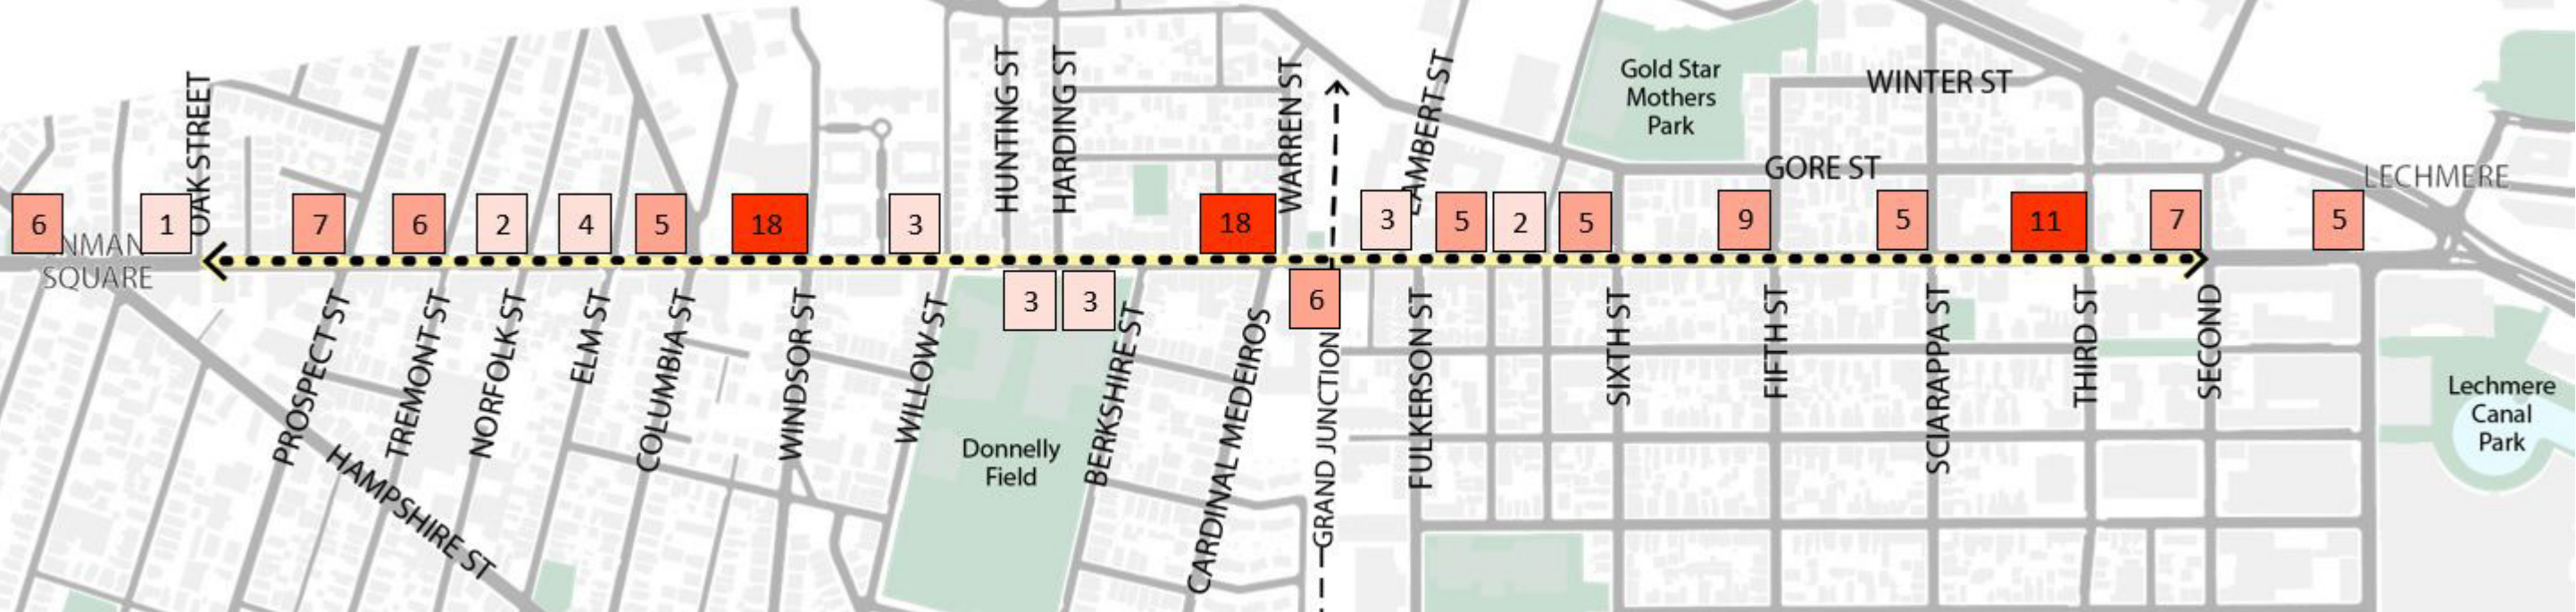 OAK STREET
HUNTING ST
HARDING ST
WARREN ST
LAMBERT ST
Gold Star
Mothers
Park
WINTER ST
GORE ST
LECHMERE
6
1
7
6
2
4
5
18
3
18
3
5
2
5
9
5
11
7
5
NMAN
SQUARE
3
3
6
PROSPECT ST
TREMONT ST
NORFOLK ST
ELM ST
COLUMBIA ST
WINDSOR ST
WILLOW ST
BERKSHIRE ST
CARDINAL MEDEIROS
GRAND JUNCTION
FULKERSON ST
SIXTH ST
FIFTH ST
SCIARAPPA ST
THIRD ST
SECOND
HAMPSHIRE ST
Donnelly
Field
Lechmere
Canal
Park